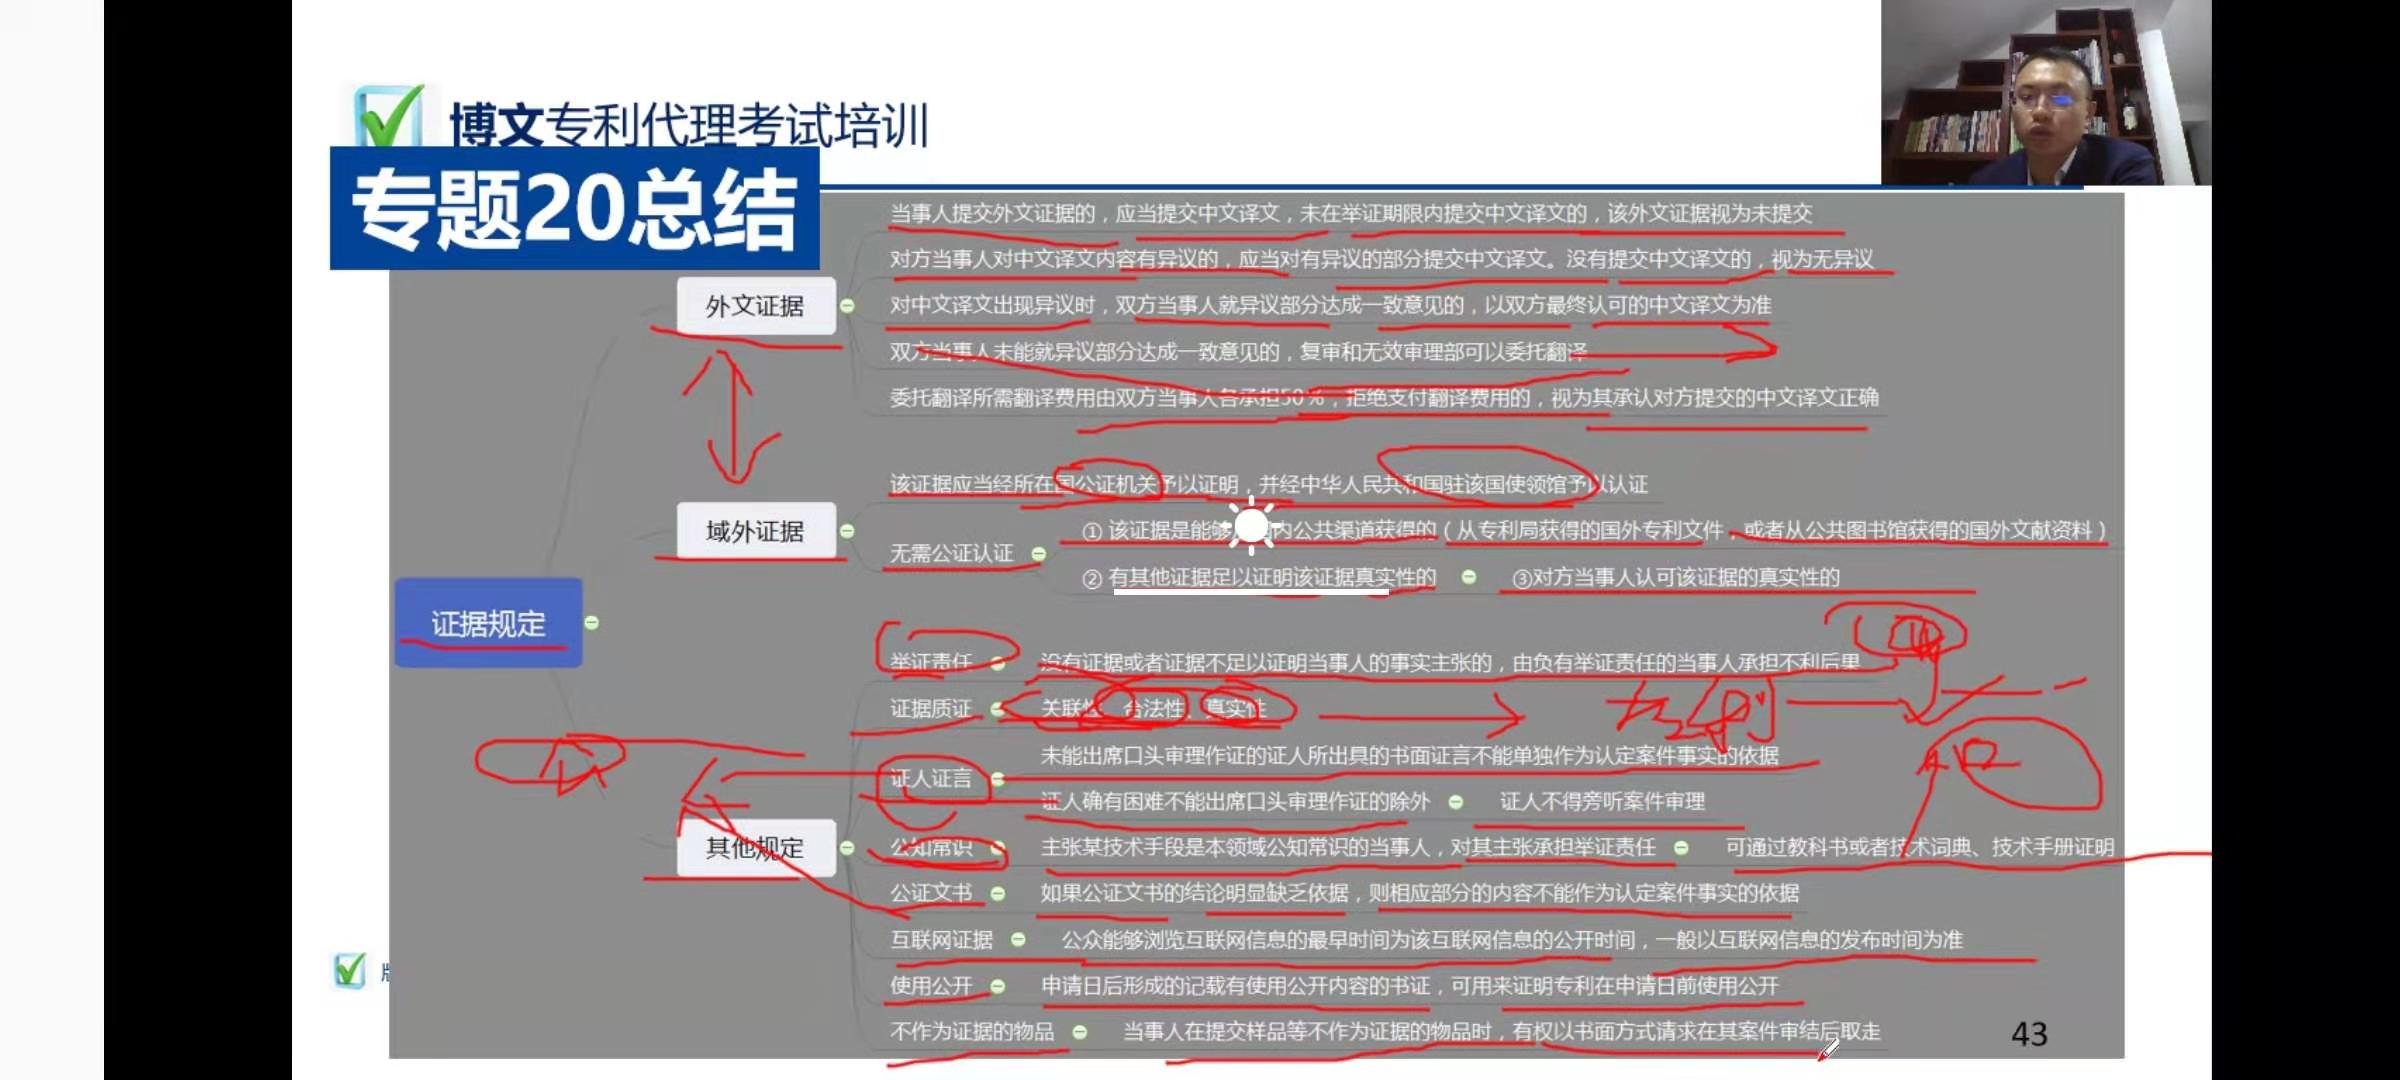 博文专利代理考试培训
专题20总结
证据规定
外文证据
当事人提交外文证据的，应当提交中文译文，未在举证期限内提交中文译文的，该外文证据视为未提交
对方当事人对中文译文内容有异议的，应当对有异议的部分提交中文译文。没有提交中文译文的，视为无异议
对中文译文出现异议时，双方当事人就异议部分达成一致意见的，以双方最终认可的中文译文为准
双方当事人未能就异议部分达成一致意见的，复审和无效审理部可以委托翻译
委托翻译所需翻译费用由双方当事人各承担50％，拒绝支付翻译费用的，视为其承认对方提交的中文译文正确
域外证据
该证据应当经所在国公证机关予以证明，并经中华人民共和国驻该国使领馆予以认证
无需公证认证
① 该证据是能够 国内公共渠道获得的（从专利局获得的国外专利文件，或者从公共图书馆获得的国外文献资料）
② 有其他证据足以证明该证据真实性的
③对方当事人认可该证据的真实性的
其他规定
举证责任
没有证据或者证据不足以证明当事人的事实主张的，由负有举证责任的当事人承担不利后果
证据质证
关联性、合法性、真实性
证人证言
未能出席口头审理作证的证人所出具的书面证言不能单独作为认定案件事实的依据
证人确有困难不能出席口头审理作证的除外
证人不得旁听案件审理
公知常识
主张某技术手段是本领域公知常识的当事人，对其主张承担举证责任
可通过教科书或者技术词典、技术手册证明
公证文书
如果公证文书的结论明显缺乏依据，则相应部分的内容不能作为认定案件事实的依据
互联网证据
公众能够浏览互联网信息的最早时间为该互联网信息的公开时间，一般以互联网信息的发布时间为准
使用公开
申请日后形成的记载有使用公开内容的书证，可用来证明专利在申请日前使用公开
不作为证据的物品
当事人在提交样品等不作为证据的物品时，有权以书面方式请求在其案件审结后取走
43